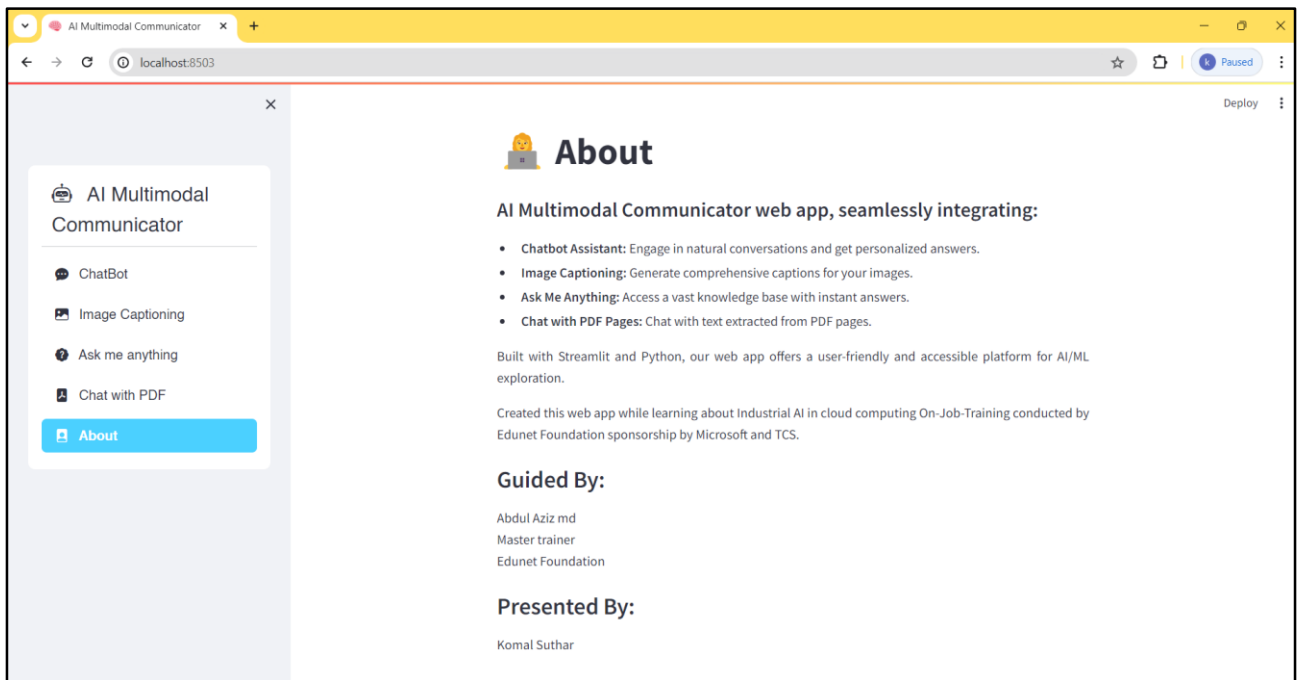 AI Multimodal Communicator
localhost:8503
k Paused
Deploy
AI Multimodal
Communicator
ChatBot
Image Captioning
Ask me anything
Chat with PDF
About
About
AI Multimodal Communicator web app, seamlessly integrating:
Chatbot Assistant: Engage in natural conversations and get personalized answers.
Image Captioning: Generate comprehensive captions for your images.
Ask Me Anything: Access a vast knowledge base with instant answers.
Chat with PDF Pages: Chat with text extracted from PDF pages.
Built with Streamlit and Python, our web app offers a user-friendly and accessible platform for AI/ML
exploration.
Created this web app while learning about Industrial AI in cloud computing On-Job-Training conducted by
Edunet Foundation sponsorship by Microsoft and TCS.
Guided By:
Abdul Aziz md
Master trainer
Edunet Foundation
Presented By:
Komal Suthar